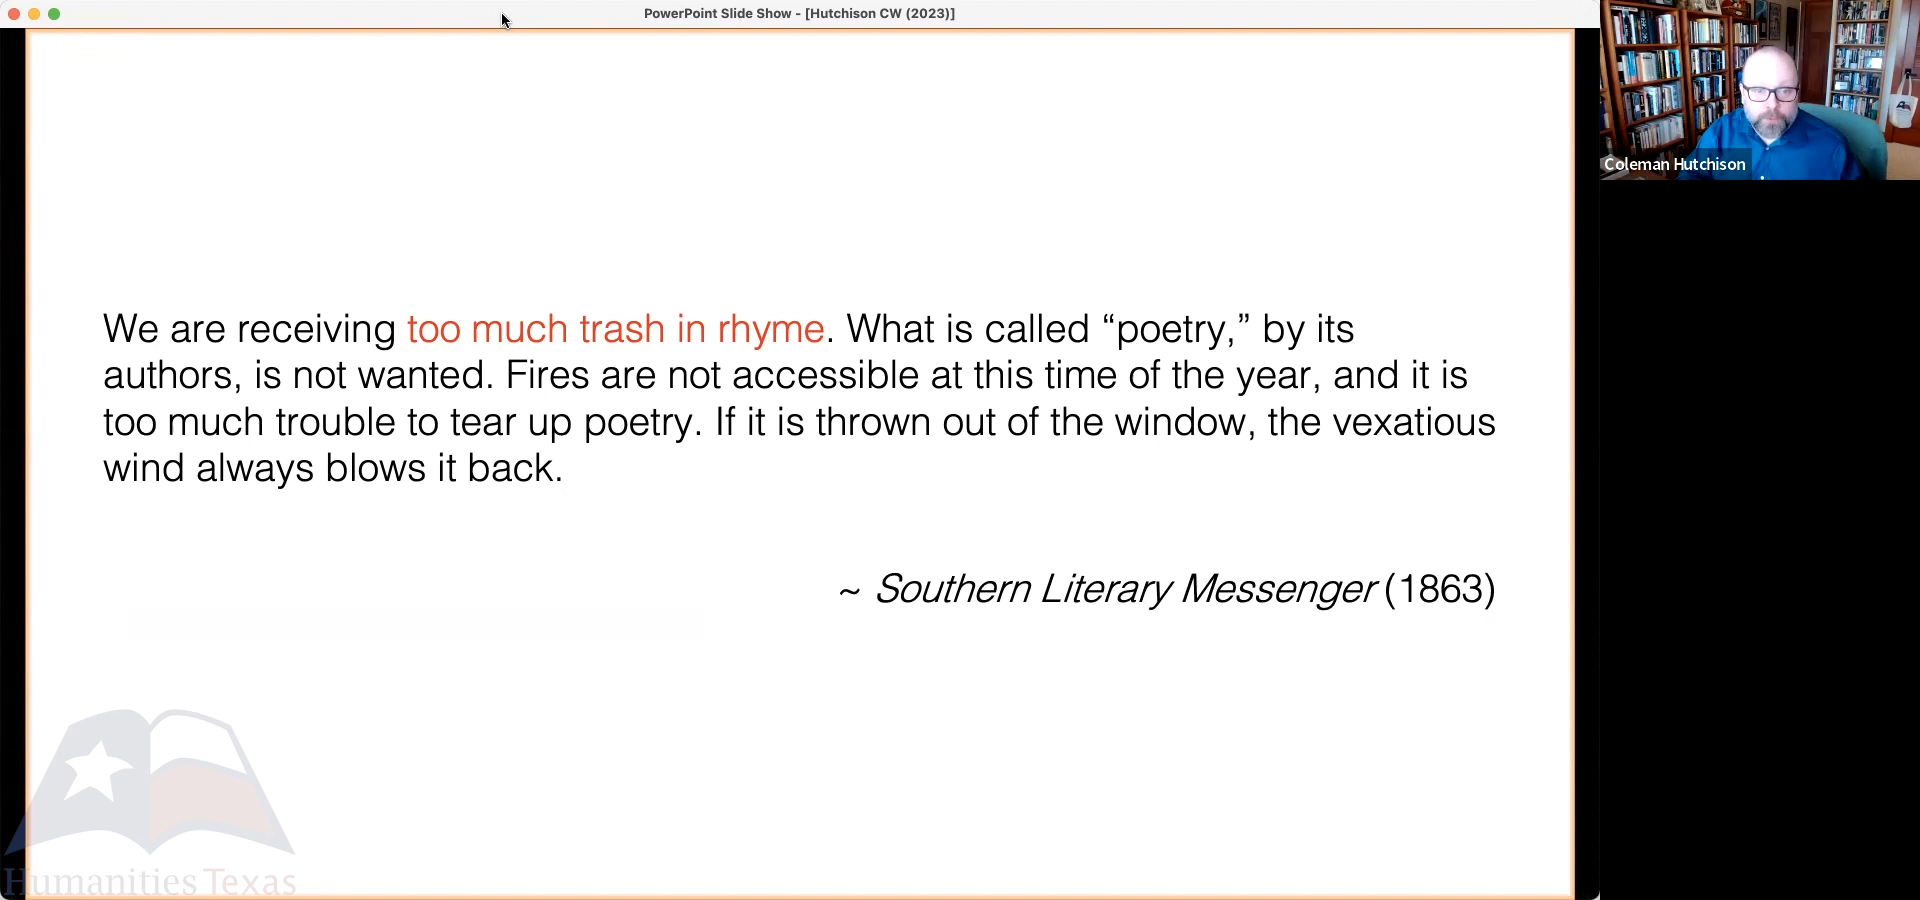 PowerPoint Slide Show - [Hutchison CW (2023)]
Coleman Hutchison
We are receiving too much trash in rhyme. What is called “poetry,” by its
authors, is not wanted. Fires are not accessible at this time of the year, and it is
too much trouble to tear up poetry. If it is thrown out of the window, the vexatious
wind always blows it back.
~ Southern Literary Messenger (1863)
Humanities Texas